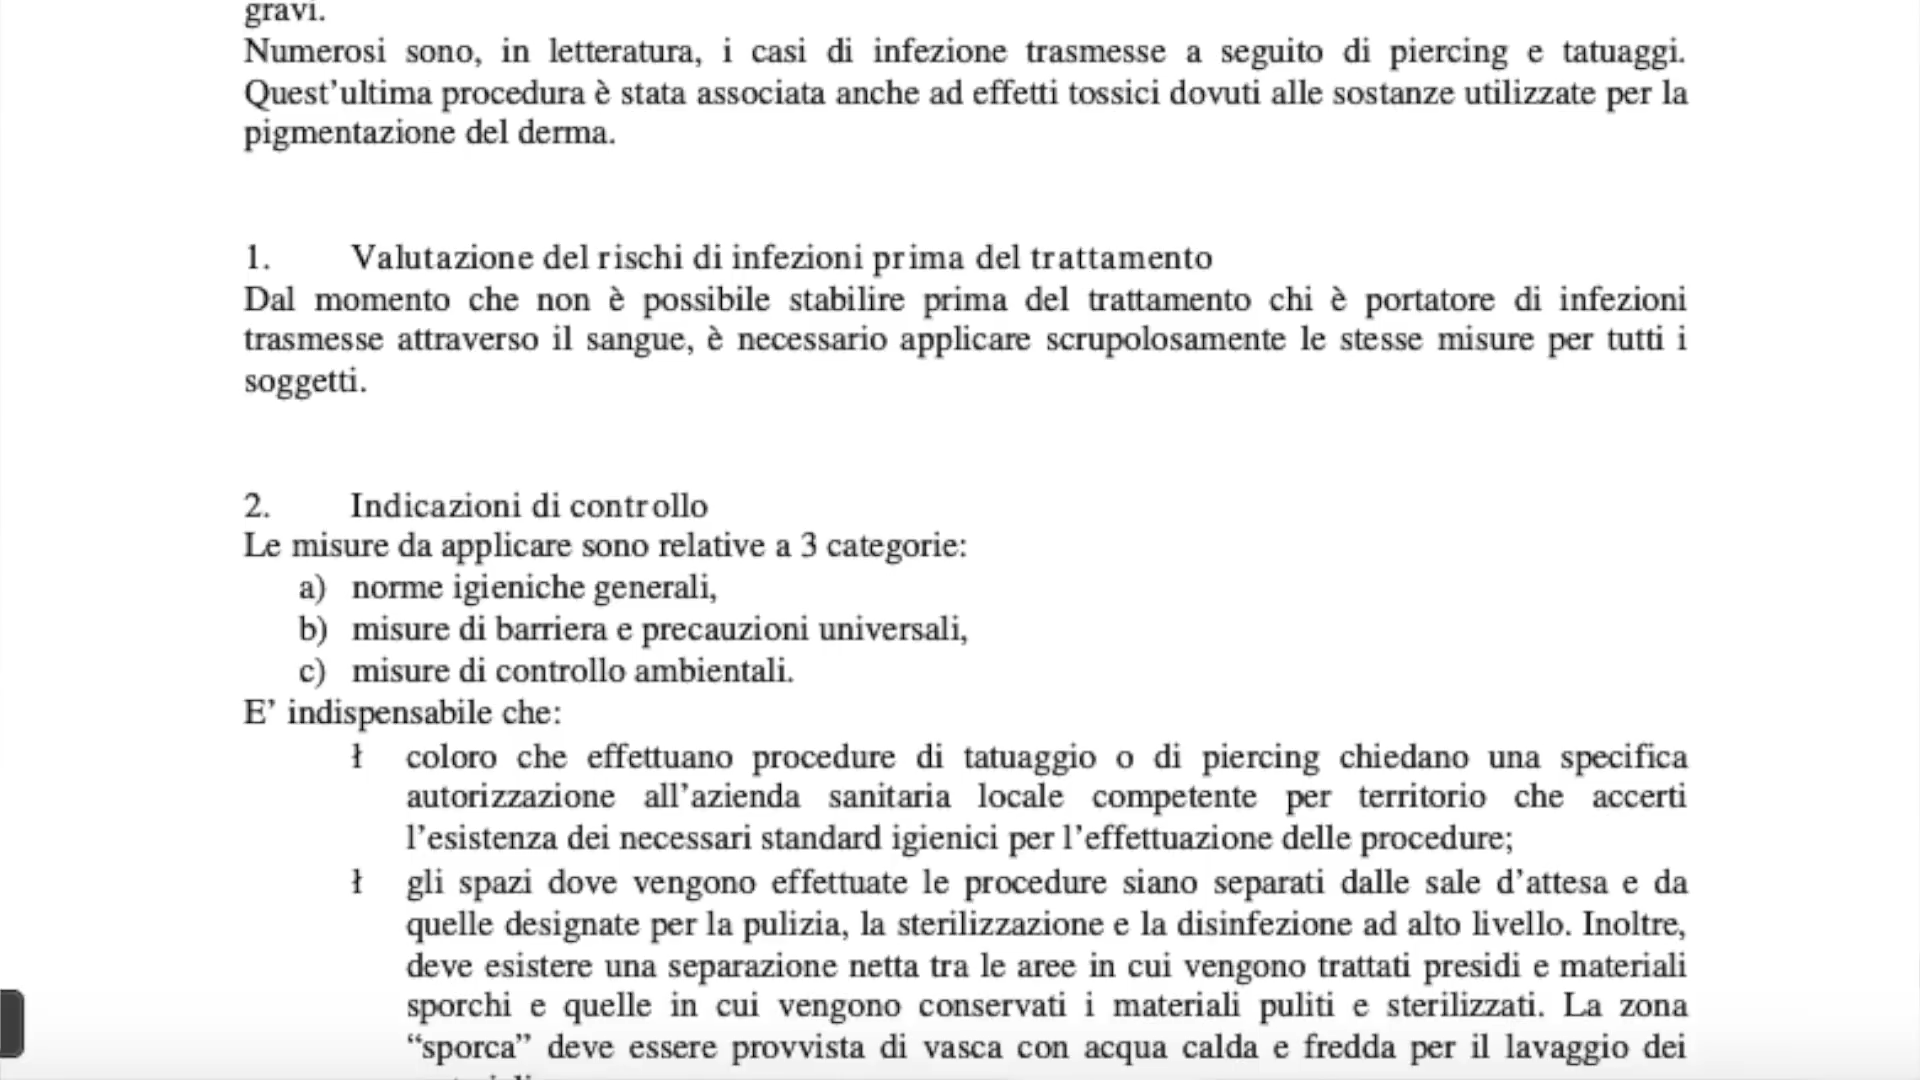 gravi.
Numerosi sono, in letteratura, i casi di infezione trasmesse a seguito di piercing e tatuaggi.
Quest’ultima procedura è stata associata anche ad effetti tossici dovuti alle sostanze utilizzate per la
pigmentazione del derma.
1. Valutazione del rischi di infezioni prima del trattamento
Dal momento che non è possibile stabilire prima del trattamento chi è portatore di infezioni
trasmesse attraverso il sangue, è necessario applicare scrupolosamente le stesse misure per tutti i
soggetti.
2. Indicazioni di controllo
Le misure da applicare sono relative a 3 categorie:
a) norme igieniche generali,
b) misure di barriera e precauzioni universali,
c) misure di controllo ambientali.
E’ indispensabile che:
ł coloro che effettuano procedure di tatuaggio o di piercing chiedano una specifica
autorizzazione all’azienda sanitaria locale competente per territorio che accerti
l’esistenza dei necessari standard igienici per l’effettuazione delle procedure;
ł gli spazi dove vengono effettuate le procedure siano separati dalle sale d’attesa e da
quelle designate per la pulizia, la sterilizzazione e la disinfezione ad alto livello. Inoltre,
deve esistere una separazione netta tra le aree in cui vengono trattati presidi e materiali
sporchi e quelle in cui vengono conservati i materiali puliti e sterilizzati. La zona
“sporca” deve essere provvista di vasca con acqua calda e fredda per il lavaggio dei